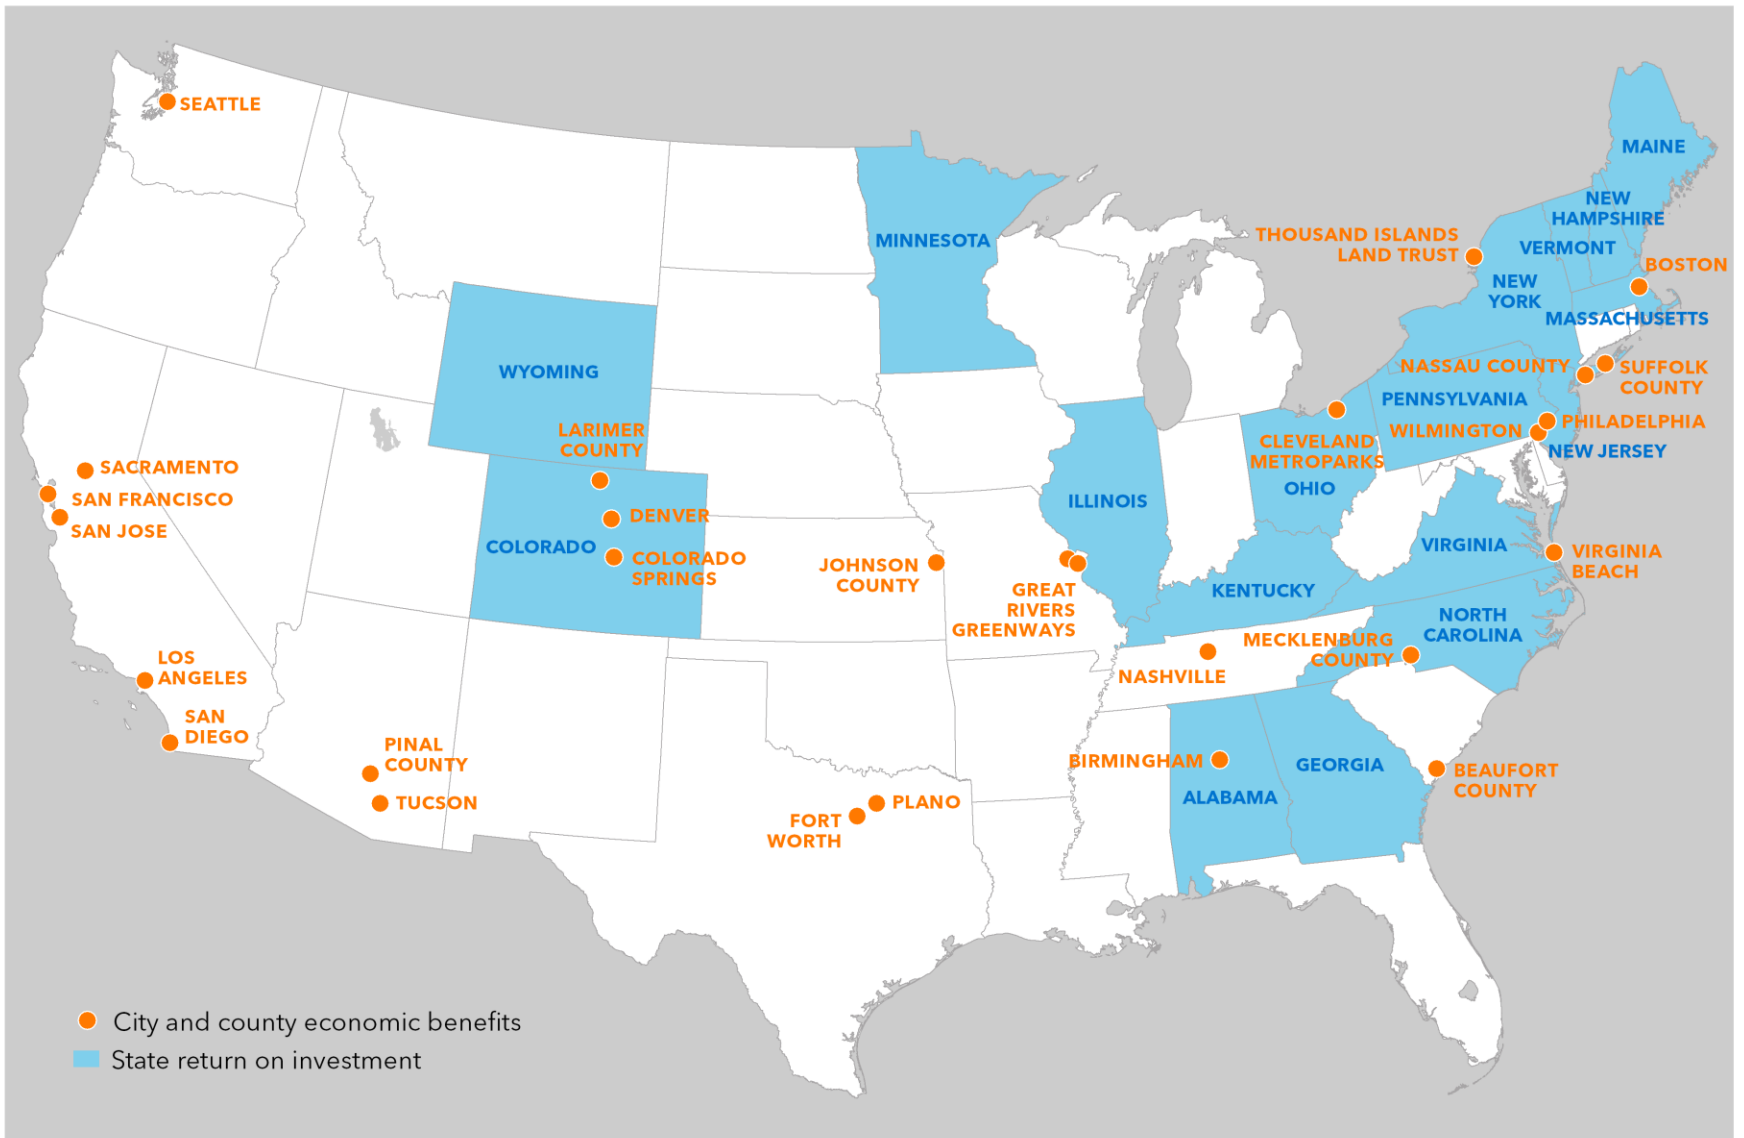 SEATTLE
MAINE
NEW
HAMPSHIRE
THOUSAND ISLANDS
LAND TRUST
MINNESOTA
VERMONT
BOSTON
NEW
YORK
MASSACHUSETTS
WYOMING
NASSAU COUNTY
SUFFOLK
COUNTY
PENNSYLVANIA
PHILADELPHIA
WILMINGTON
NEW JERSEY
LARIMER
COUNTY
CLEVELAND
METROPARKS
OHIO
SACRAMENTO
SAN FRANCISCO
SAN JOSE
DENVER
ILLINOIS
COLORADO
COLORADO
SPRINGS
JOHNSON
COUNTY
GREAT
RIVERS
GREENWAYS
KENTUCKY
VIRGINIA
VIRGINIA
BEACH
NORTH
CAROLINA
MECKLENBURG
COUNTY
NASHVILLE
LOS
ANGELES
SAN
DIEGO
PINAL
COUNTY
TUCSON
FORT
WORTH
PLANO
BIRMINGHAM
ALABAMA
GEORGIA
BEAUFORT
COUNTY
City and county economic benefits
State return on investment